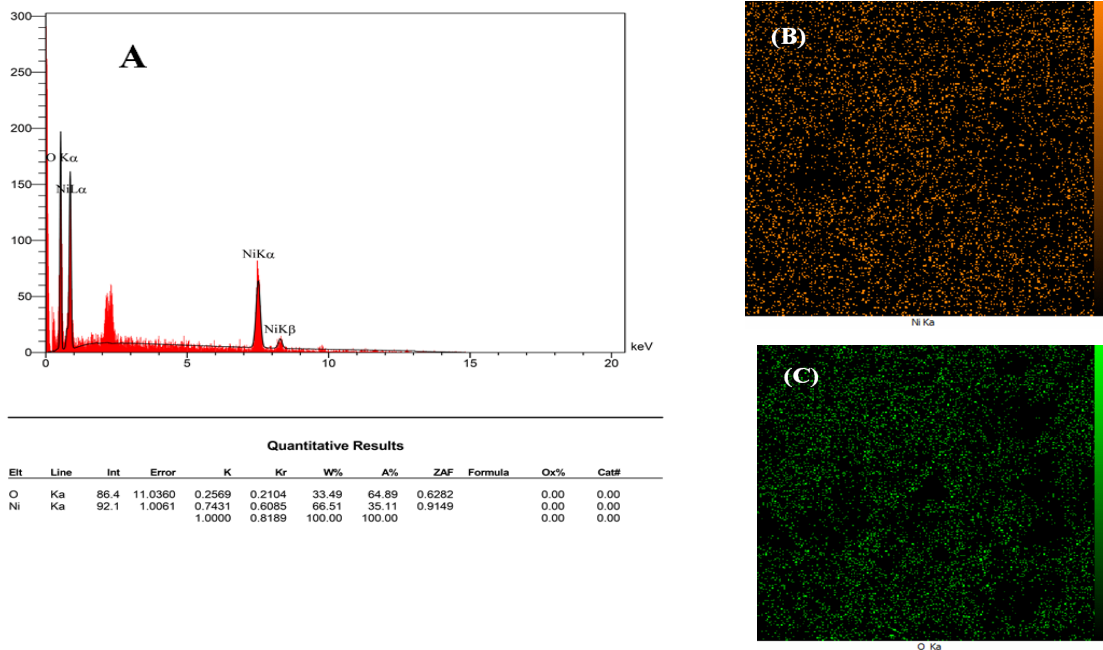 A
300
250
200
150
100
50
0
O Kα
NiLα
NiKα
NiKβ
0 5 10 15 20 keV
Quantitative Results
Elt Line Int Error K Kr W% A% ZAF Formula Ox% Cat#
O Ka 86.4 11.0360 0.2569 0.2104 33.49 64.89 0.6282 0.00 0.00
Ni Ka 92.1 1.0061 0.7431 0.6085 66.51 35.11 0.9149 0.00 0.00
1.0000 0.8189 100.00 100.00 0.00 0.00
(B)
Ni Ka
(C)
O Ka